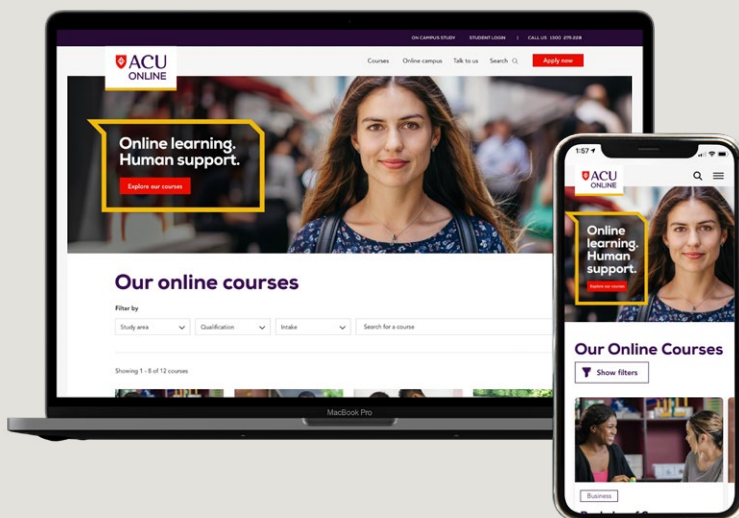 ON-CAMPUS STUDY STUDENT LOGIN | CALL US 1300 275 228
ACU
ONLINE
Courses Online campus Talk to us Search Apply now
Online learning.
Human support.
Explore our courses
Our online courses
Filter by
Study area Qualification Intake Search for a course
Showing 1 - 8 of 12 courses
MacBook Pro
1:57
ACU
ONLINE
Online
learning.
Human
support.
Explore our courses
Our Online Courses
Show filters
Business